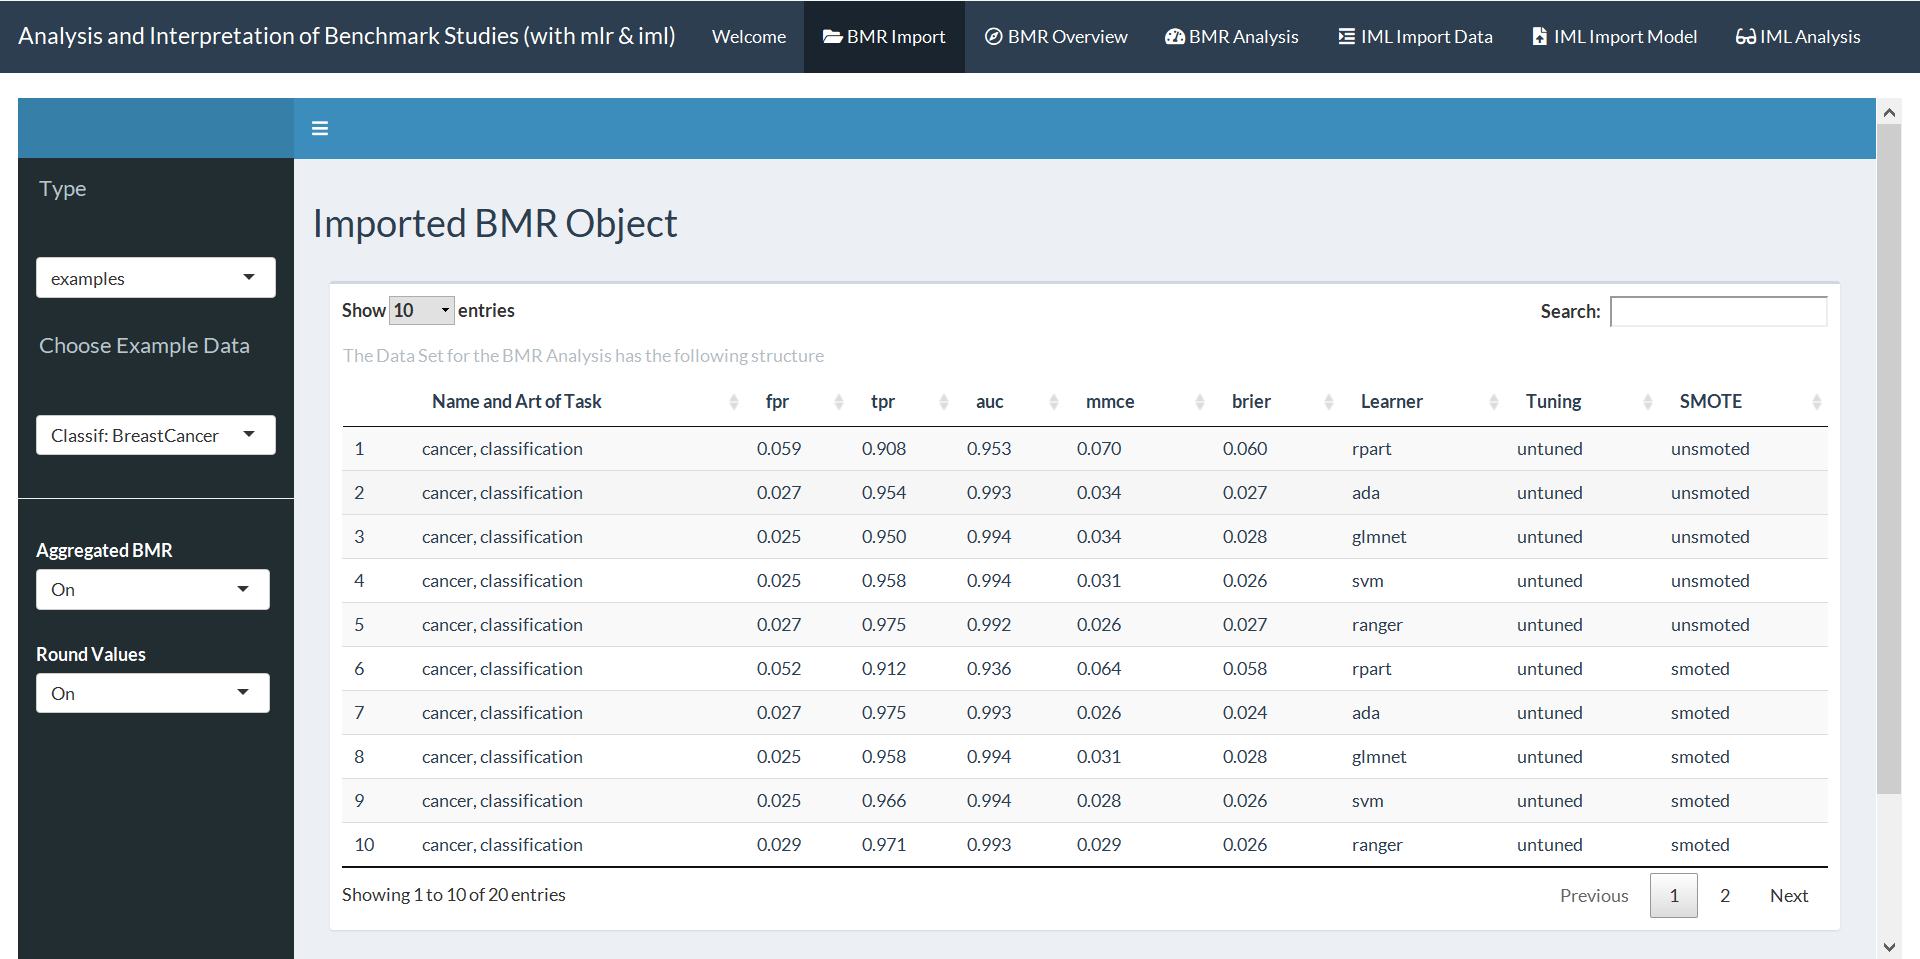 Analysis and Interpretation of Benchmark Studies (with mlr & iml) Welcome BMR Import BMR Overview BMR Analysis IML Import Data IML Import Model IML Analysis
Type
examples
Choose Example Data
Classif: BreastCancer
Aggregated BMR
On
Round Values
On
Imported BMR Object
Show 10 entries Search:
The Data Set for the BMR Analysis has the following structure
Name and Art of Task fpr tpr auc mmce brier Learner Tuning SMOTE
1 cancer, classification 0.059 0.908 0.953 0.070 0.060 rpart untuned unsmoted
2 cancer, classification 0.027 0.954 0.993 0.034 0.027 ada untuned unsmoted
3 cancer, classification 0.025 0.950 0.994 0.034 0.028 glmnet untuned unsmoted
4 cancer, classification 0.025 0.958 0.994 0.031 0.026 svm untuned unsmoted
5 cancer, classification 0.027 0.975 0.992 0.026 0.027 ranger untuned unsmoted
6 cancer, classification 0.052 0.912 0.936 0.064 0.058 rpart untuned smoted
7 cancer, classification 0.027 0.975 0.993 0.026 0.024 ada untuned smoted
8 cancer, classification 0.025 0.958 0.994 0.031 0.028 glmnet untuned smoted
9 cancer, classification 0.025 0.966 0.994 0.028 0.026 svm untuned smoted
10 cancer, classification 0.029 0.971 0.993 0.029 0.026 ranger untuned smoted
Showing 1 to 10 of 20 entries Previous 1 2 Next